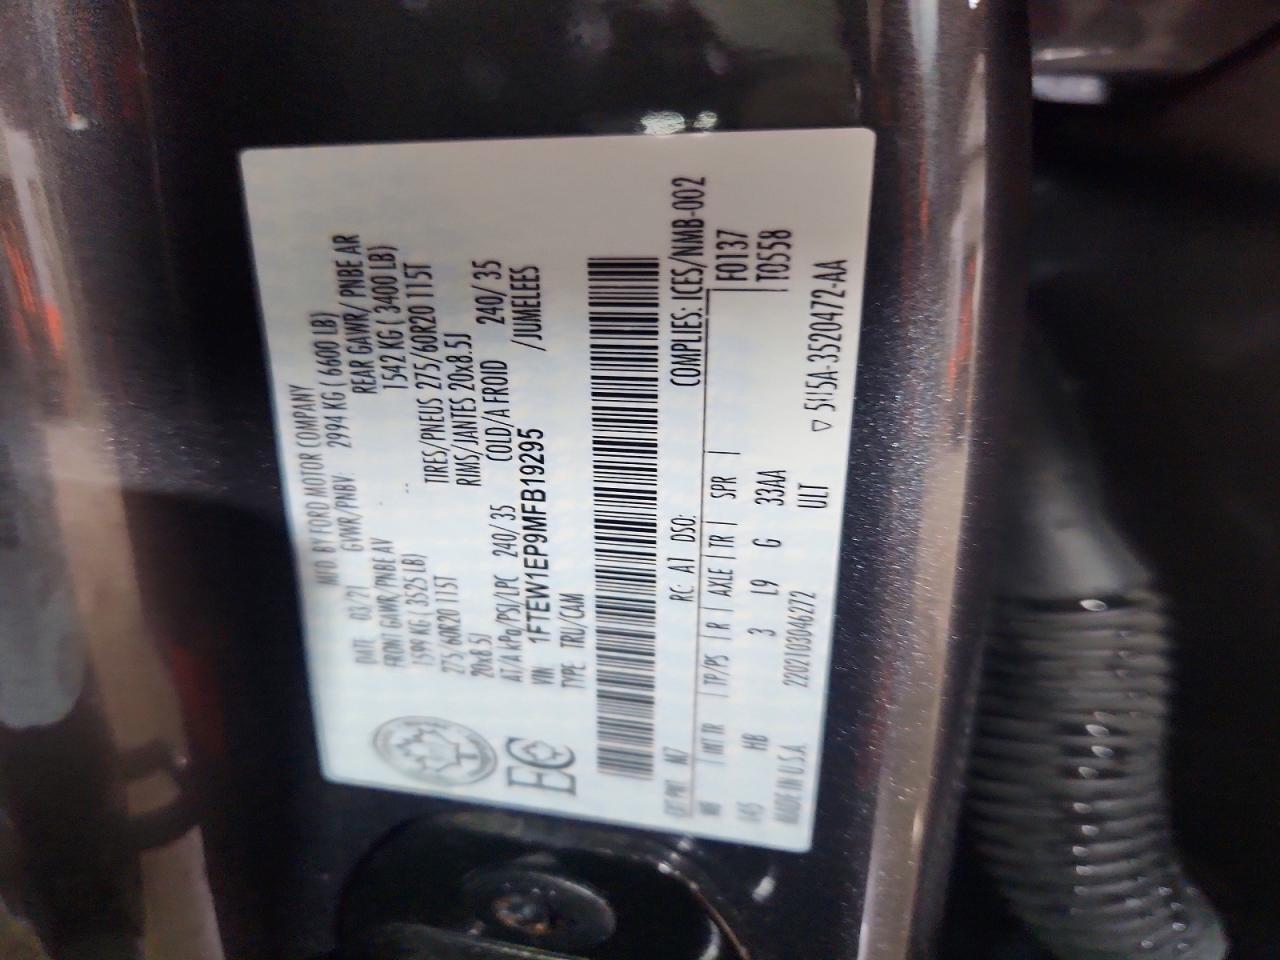 MFD. BY FORD MOTOR COMPANY
DATE 03/21 GVWR/PNBV: 2994 KG ( 6600 LB)
FRONT GAWR/PNBE AV REAR GAWR/ PNBE AR
1599 KG 3525 LB) 1542 KG ( 3400 LB)
275/60R20 115T TIRES/PNEUS 275/60R20 115T
20x8.5J RIMS/JANTES 20x8.5J
AT/A kPa/PSI/LPC 240/ 35 COLD/A FROID 240/ 35
VIN 1FTEW1EP9MFB19295 /JUMELEES
TYPE TRU/CAM
EC
EXT PNT M7 RC: A1 DSO: COMPLES: ICES/NMB-002
WB INT TR TP/PS R AXLE TR SPR F0137
145 HB 3 L9 G 33AA T0558
MADE IN U.S.A. 2202103046272 ULT
▽ 5U5A-3520472-AA